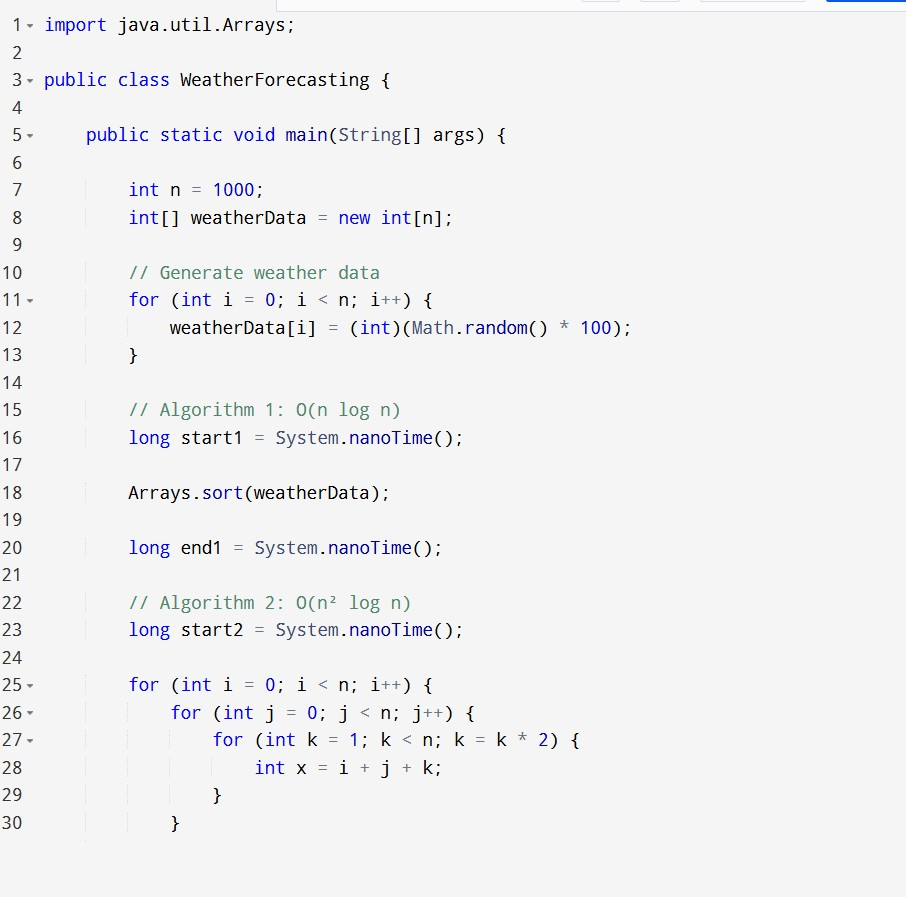 1 import java.util.Arrays;
2
3 public class WeatherForecasting {
4
5     public static void main(String[] args) {
6
7         int n = 1000;
8         int[] weatherData = new int[n];
9
10         // Generate weather data
11         for (int i = 0; i < n; i++) {
12             weatherData[i] = (int)(Math.random() * 100);
13         }
14
15         // Algorithm 1: O(n log n)
16         long start1 = System.nanoTime();
17
18         Arrays.sort(weatherData);
19
20         long end1 = System.nanoTime();
21
22         // Algorithm 2: O(n² log n)
23         long start2 = System.nanoTime();
24
25         for (int i = 0; i < n; i++) {
26             for (int j = 0; j < n; j++) {
27                 for (int k = 1; k < n; k = k * 2) {
28                     int x = i + j + k;
29                 }
30             }